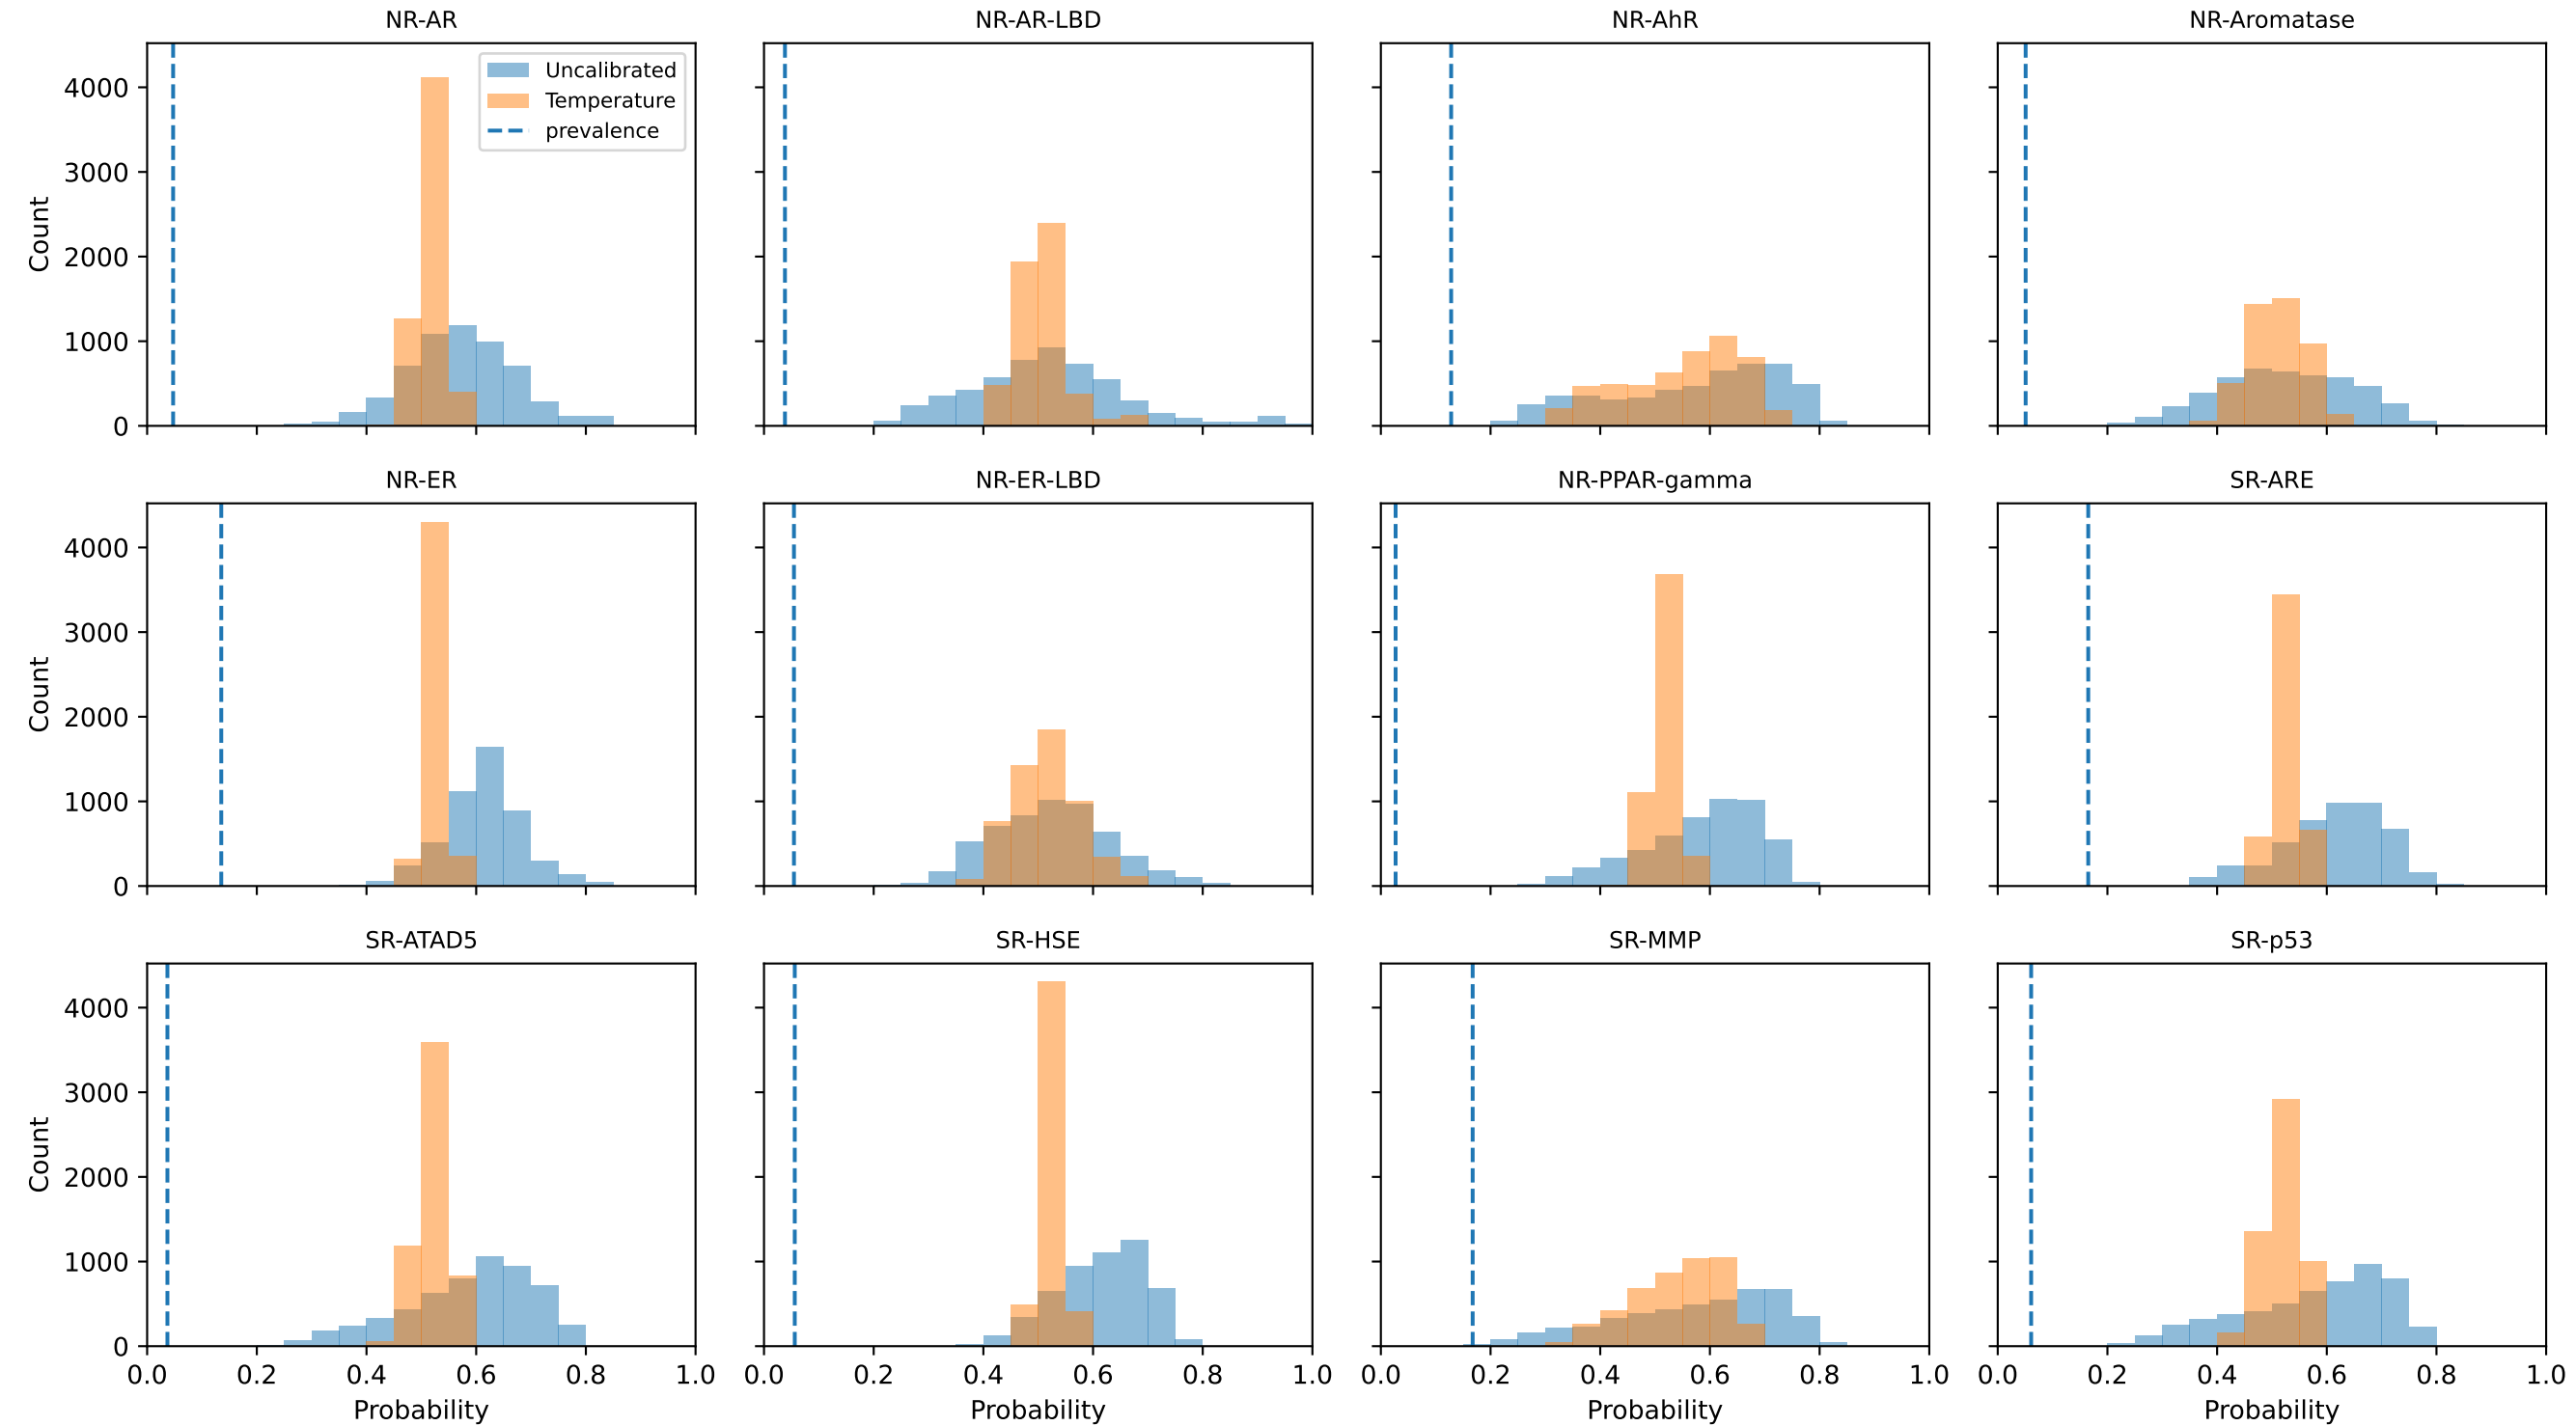 NR-AR
NR-AR-LBD
NR-AhR
NR-Aromatase
Uncalibrated
Temperature
prevalence
Count
4000
3000
2000
1000
0
NR-ER
NR-ER-LBD
NR-PPAR-gamma
SR-ARE
Count
4000
3000
2000
1000
0
SR-ATAD5
SR-HSE
SR-MMP
SR-p53
Count
4000
3000
2000
1000
0
0.0 0.2 0.4 0.6 0.8 1.0
0.0 0.2 0.4 0.6 0.8 1.0
0.0 0.2 0.4 0.6 0.8 1.0
0.0 0.2 0.4 0.6 0.8 1.0
Probability
Probability
Probability
Probability